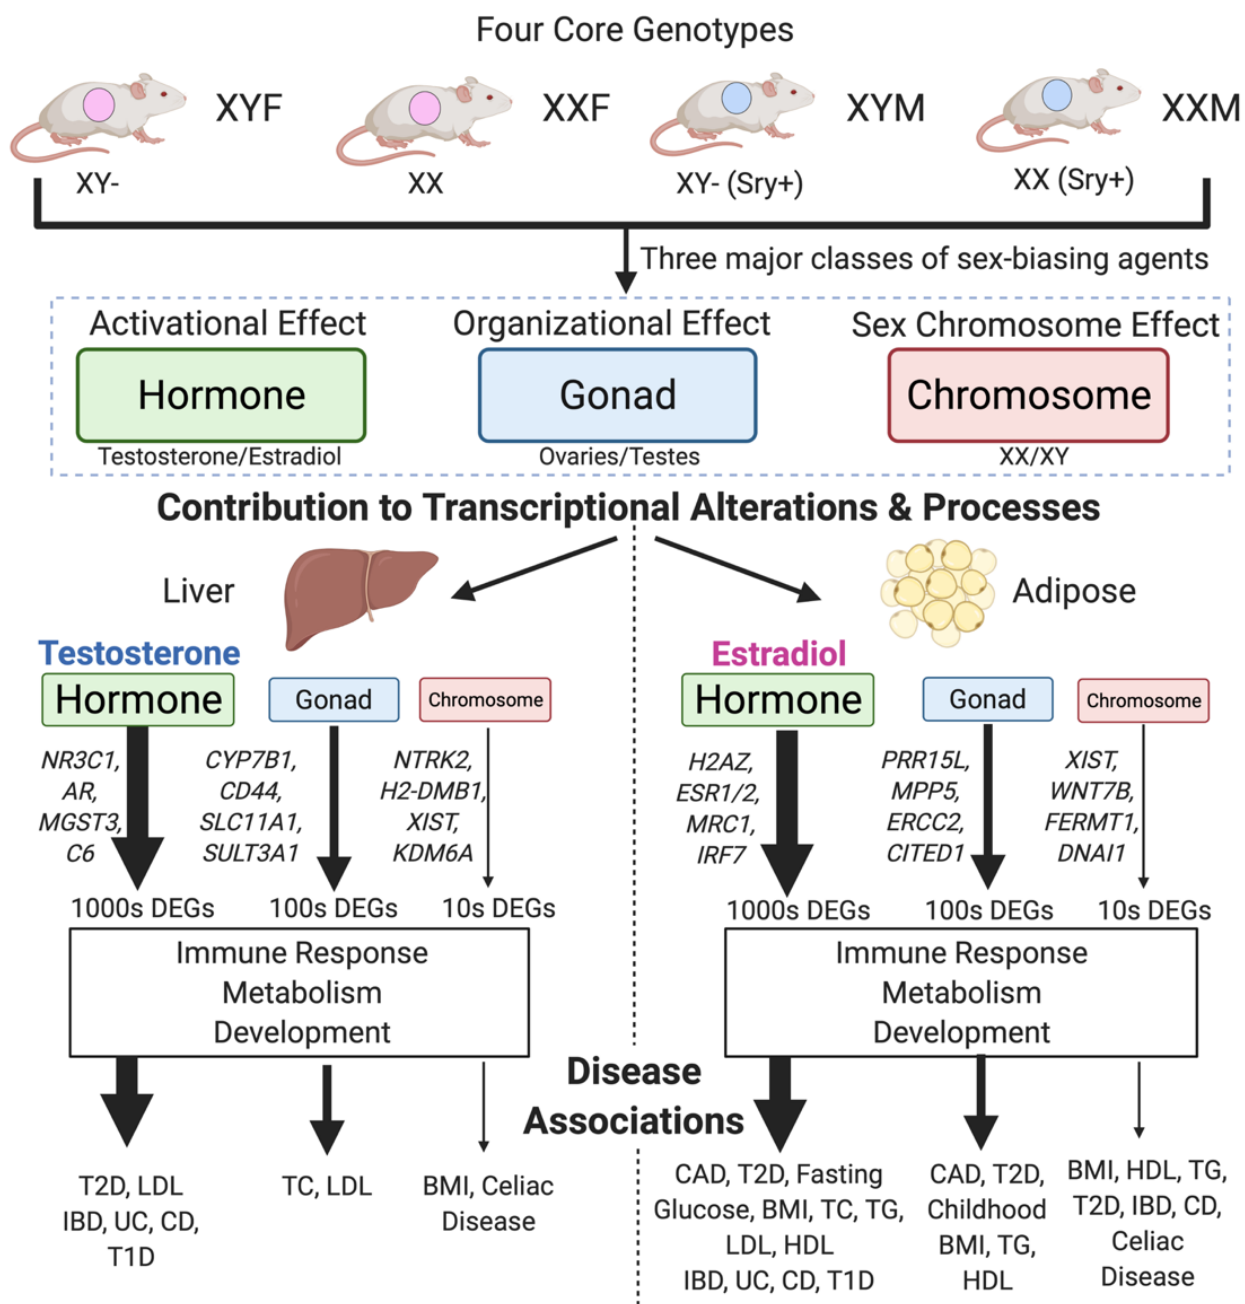 Four Core Genotypes
XYF
XXF
XYM
XXM
XY-
XX
XY- (Sry+)
XX (Sry+)
Three major classes of sex-biasing agents
Activational Effect
Organizational Effect
Sex Chromosome Effect
Hormone
Gonad
Chromosome
Testosterone/Estradiol
Ovaries/Testes
XX/XY
Contribution to Transcriptional Alterations & Processes
Liver
Adipose
Testosterone
Hormone
Gonad
Chromosome
NR3C1,
AR,
MGST3,
C6
CYP7B1,
CD44,
SLC11A1,
SULT3A1
NTRK2,
H2-DMB1,
XIST,
KDM6A
1000s DEGs
100s DEGs
10s DEGs
Immune Response
Metabolism
Development
Estradiol
Hormone
Gonad
Chromosome
H2AZ,
ESR1/2,
MRC1,
IRF7
PRR15L,
MPP5,
ERCC2,
CITED1
XIST,
WNT7B,
FERMT1,
DNAI1
1000s DEGs
100s DEGs
10s DEGs
Immune Response
Metabolism
Development
Disease
Associations
T2D, LDL
IBD, UC, CD,
T1D
TC, LDL
BMI, Celiac
Disease
CAD, T2D, Fasting
Glucose, BMI, TC, TG,
LDL, HDL
IBD, UC, CD, T1D
CAD, T2D,
Childhood
BMI, TG,
HDL
BMI, HDL, TG,
T2D, IBD, CD,
Celiac
Disease